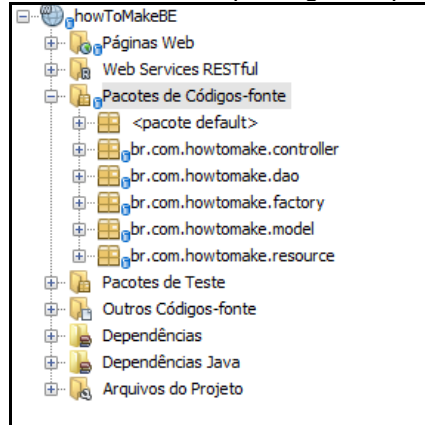 howToMakeBE
Páginas Web
Web Services RESTful
Pacotes de Códigos-fonte
<pacote default>
br.com.howtomake.controller
br.com.howtomake.dao
br.com.howtomake.factory
br.com.howtomake.model
br.com.howtomake.resource
Pacotes de Teste
Outros Códigos-fonte
Dependências
Dependências Java
Arquivos do Projeto